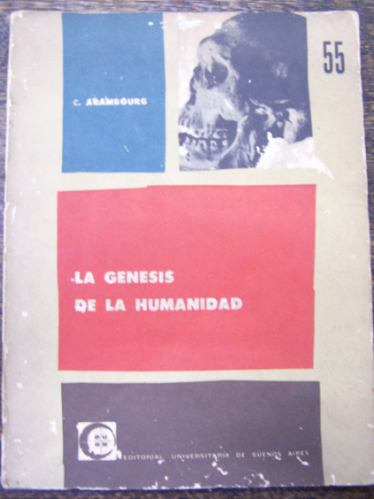 55
C. ARAMBOURG
LA GENESIS
DE LA HUMANIDAD
EDITORIAL UNIVERSITARIA DE BUENOS AIRES